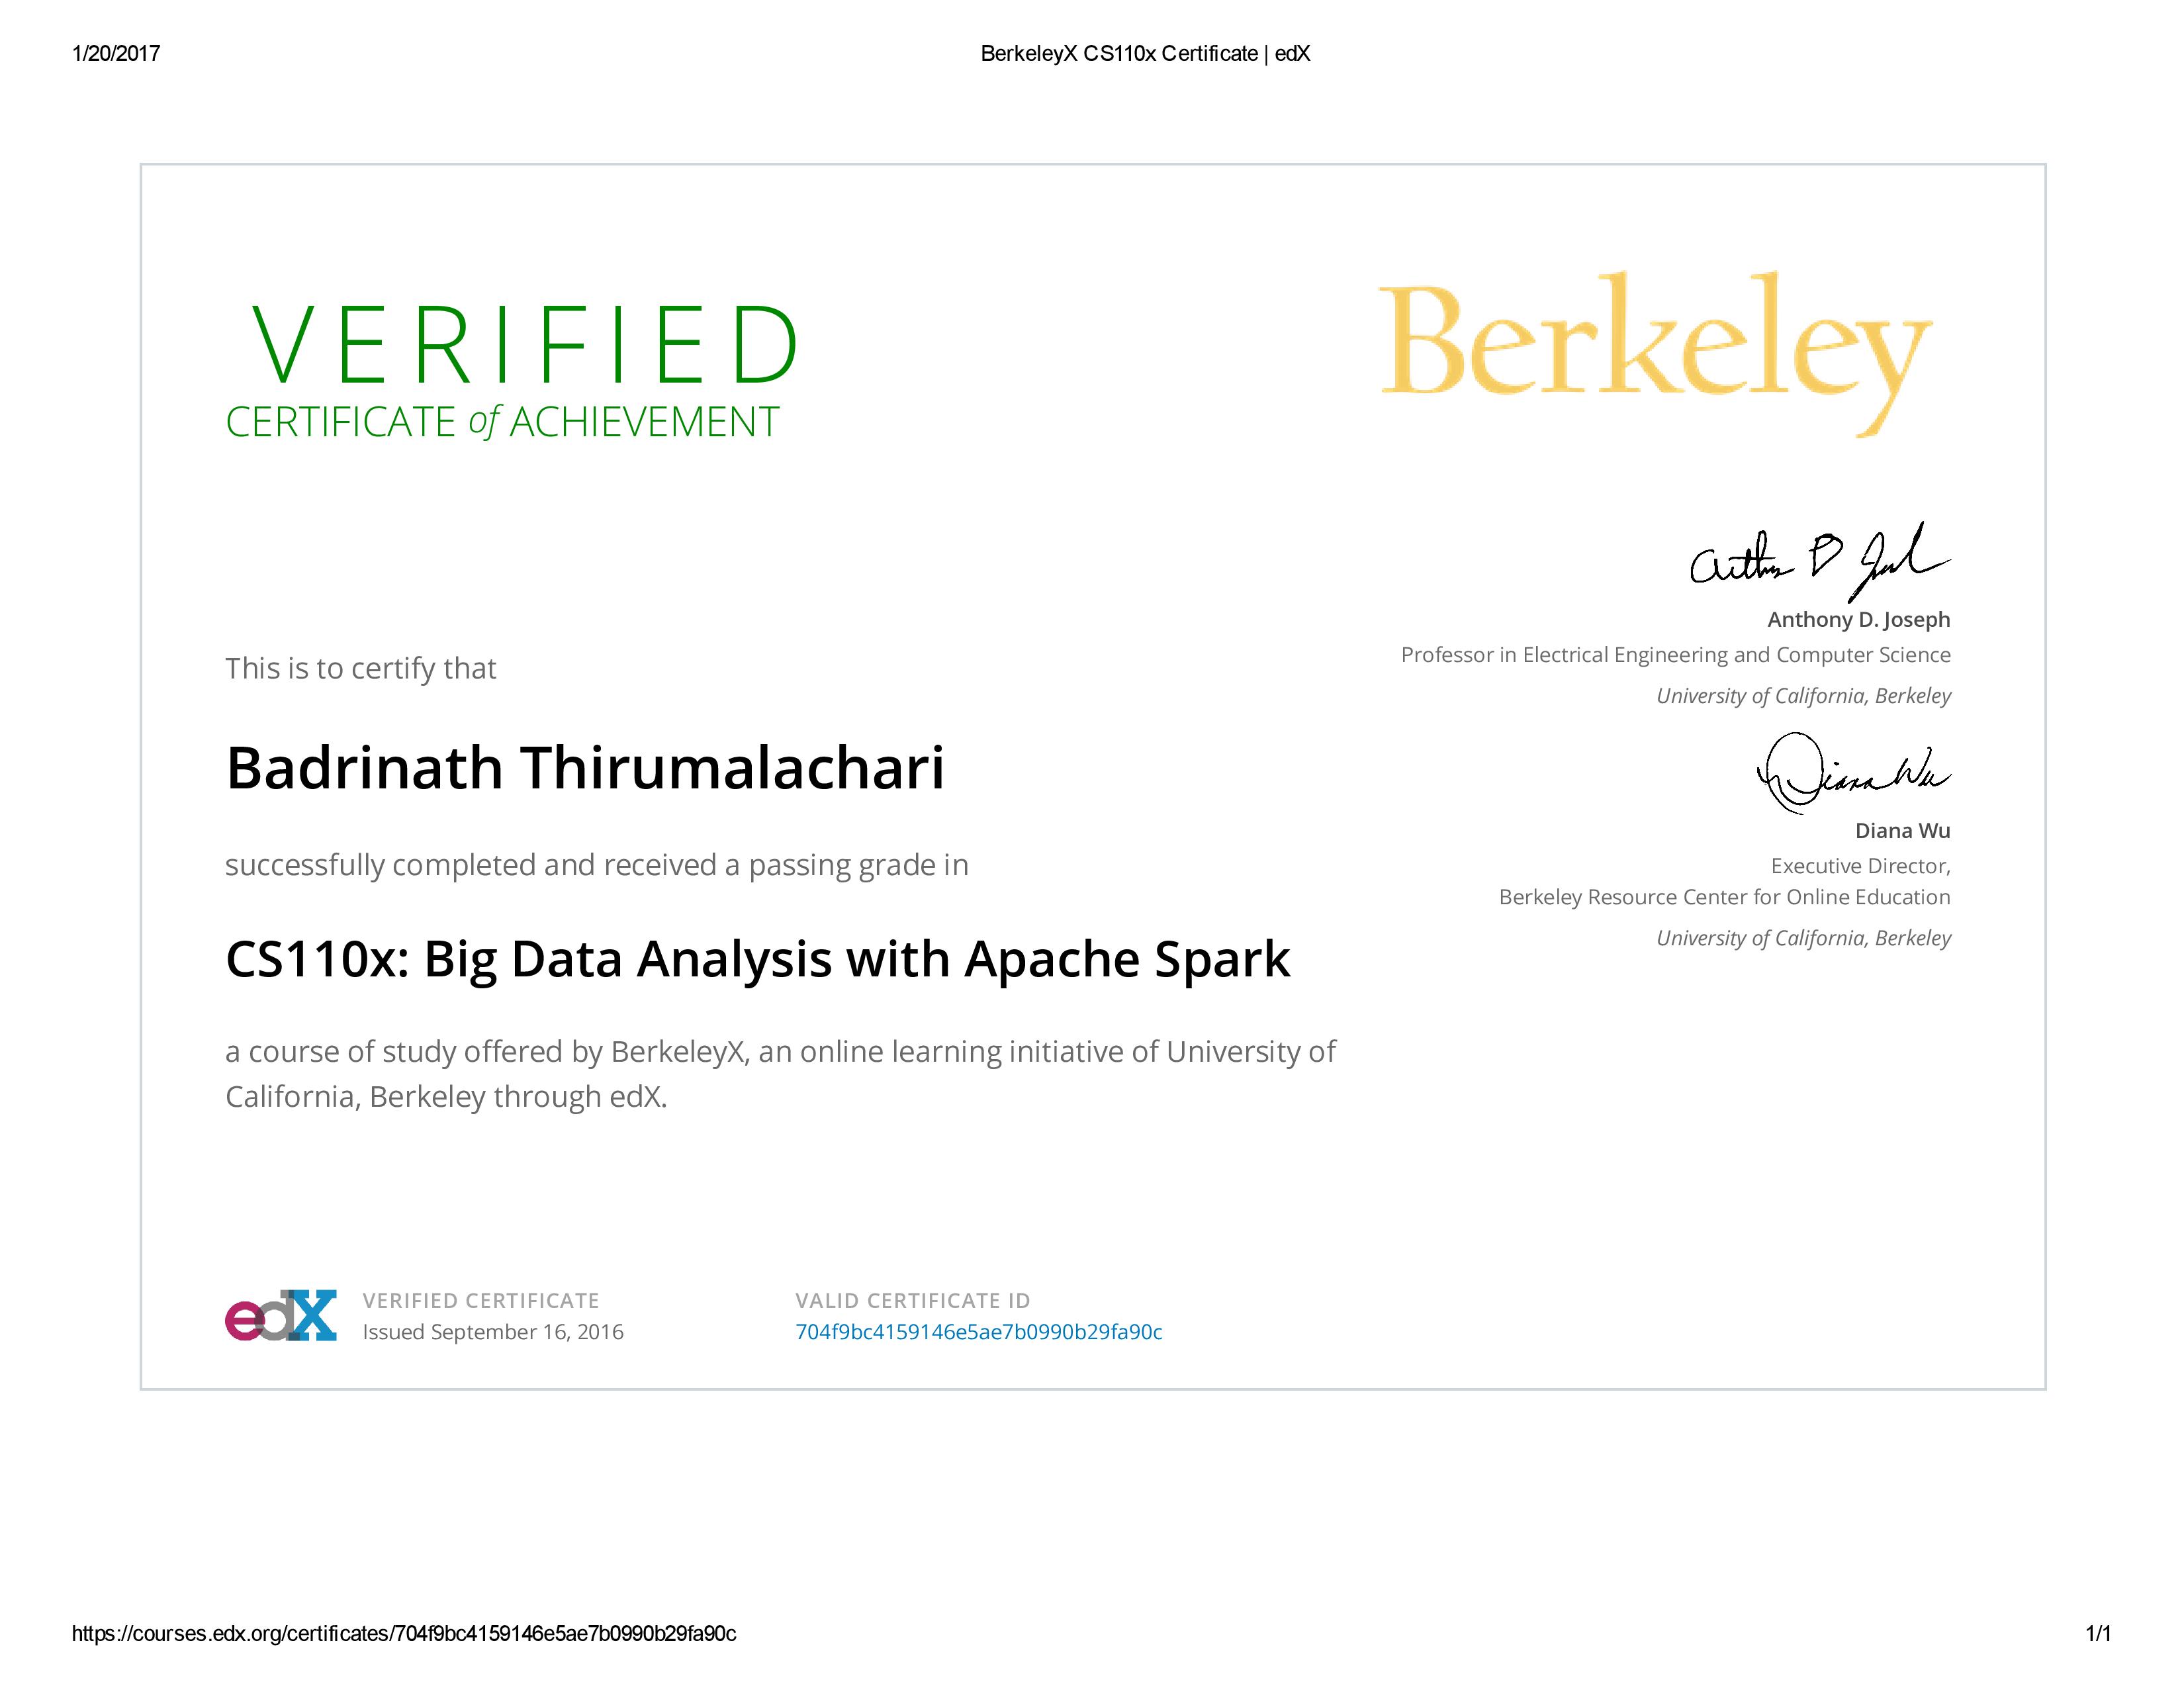 1/20/2017 BerkeleyX CS110x Certificate | edX
VERIFIED
CERTIFICATE of ACHIEVEMENT
Berkeley
This is to certify that
Badrinath Thirumalachari
successfully completed and received a passing grade in
CS110x: Big Data Analysis with Apache Spark
a course of study offered by BerkeleyX, an online learning initiative of University of
California, Berkeley through edX.
Anthony D. Joseph
Professor in Electrical Engineering and Computer Science
University of California, Berkeley
Diana Wu
Diana Wu
Executive Director,
Berkeley Resource Center for Online Education
University of California, Berkeley
edX
VERIFIED CERTIFICATE
Issued September 16, 2016
VALID CERTIFICATE ID
704f9bc4159146e5ae7b0990b29fa90c
https://courses.edx.org/certificates/704f9bc4159146e5ae7b0990b29fa90c 1/1